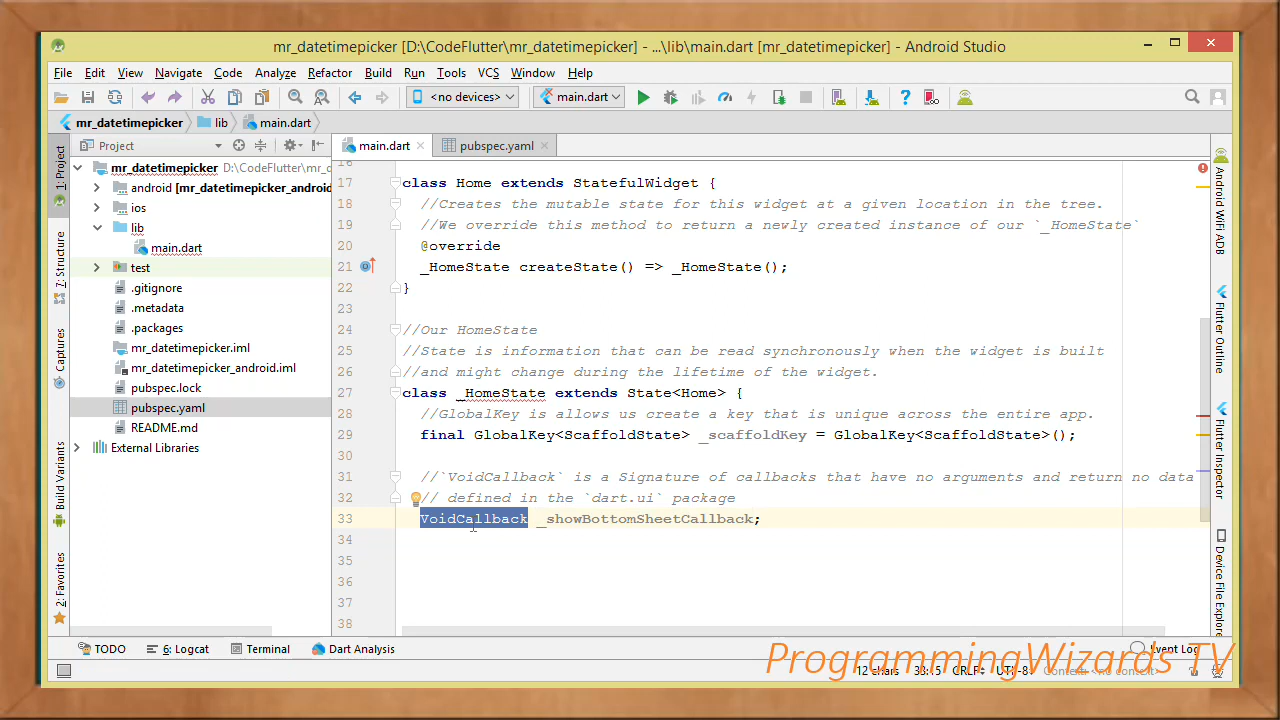 mr_datetimepicker [D:\CodeFlutter\mr_datetimepicker] - ...\lib\main.dart [mr_datetimepicker] - Android Studio
File Edit View Navigate Code Analyze Refactor Build Run Tools VCS Window Help
<no devices> main.dart
mr_datetimepicker lib main.dart
Project main.dart pubspec.yaml
1: Project
7: Structure
Captures
Build Variants
2: Favorites
mr_datetimepicker D:\CodeFlutter\mr_d
android [mr_datetimepicker_android
ios
lib
main.dart
test
.gitignore
.metadata
.packages
mr_datetimepicker.iml
mr_datetimepicker_android.iml
pubspec.lock
pubspec.yaml
README.md
External Libraries
16
17 class Home extends StatefulWidget {
18 //Creates the mutable state for this widget at a given location in the tree.
19 //We override this method to return a newly created instance of our `_HomeState`
20 @override
21 _HomeState createState() => _HomeState();
22 }
23
24 //Our HomeState
25 //State is information that can be read synchronously when the widget is built
26 //and might change during the lifetime of the widget.
27 class _HomeState extends State<Home> {
28 //GlobalKey is allows us create a key that is unique across the entire app.
29 final GlobalKey<ScaffoldState> _scaffoldKey = GlobalKey<ScaffoldState>();
30
31 //`VoidCallback` is a Signature of callbacks that have no arguments and return no data
32 // defined in the `dart.ui` package
33 VoidCallback _showBottomSheetCallback;
34
35
36
37
38
Android WiFi ADB
Flutter Outline
Flutter Inspector
Device File Explorer
TODO 6: Logcat Terminal Dart Analysis Event Log
12 chars 33:15 CRLF UTF-8 Context: <no context>
ProgrammingWizards TV